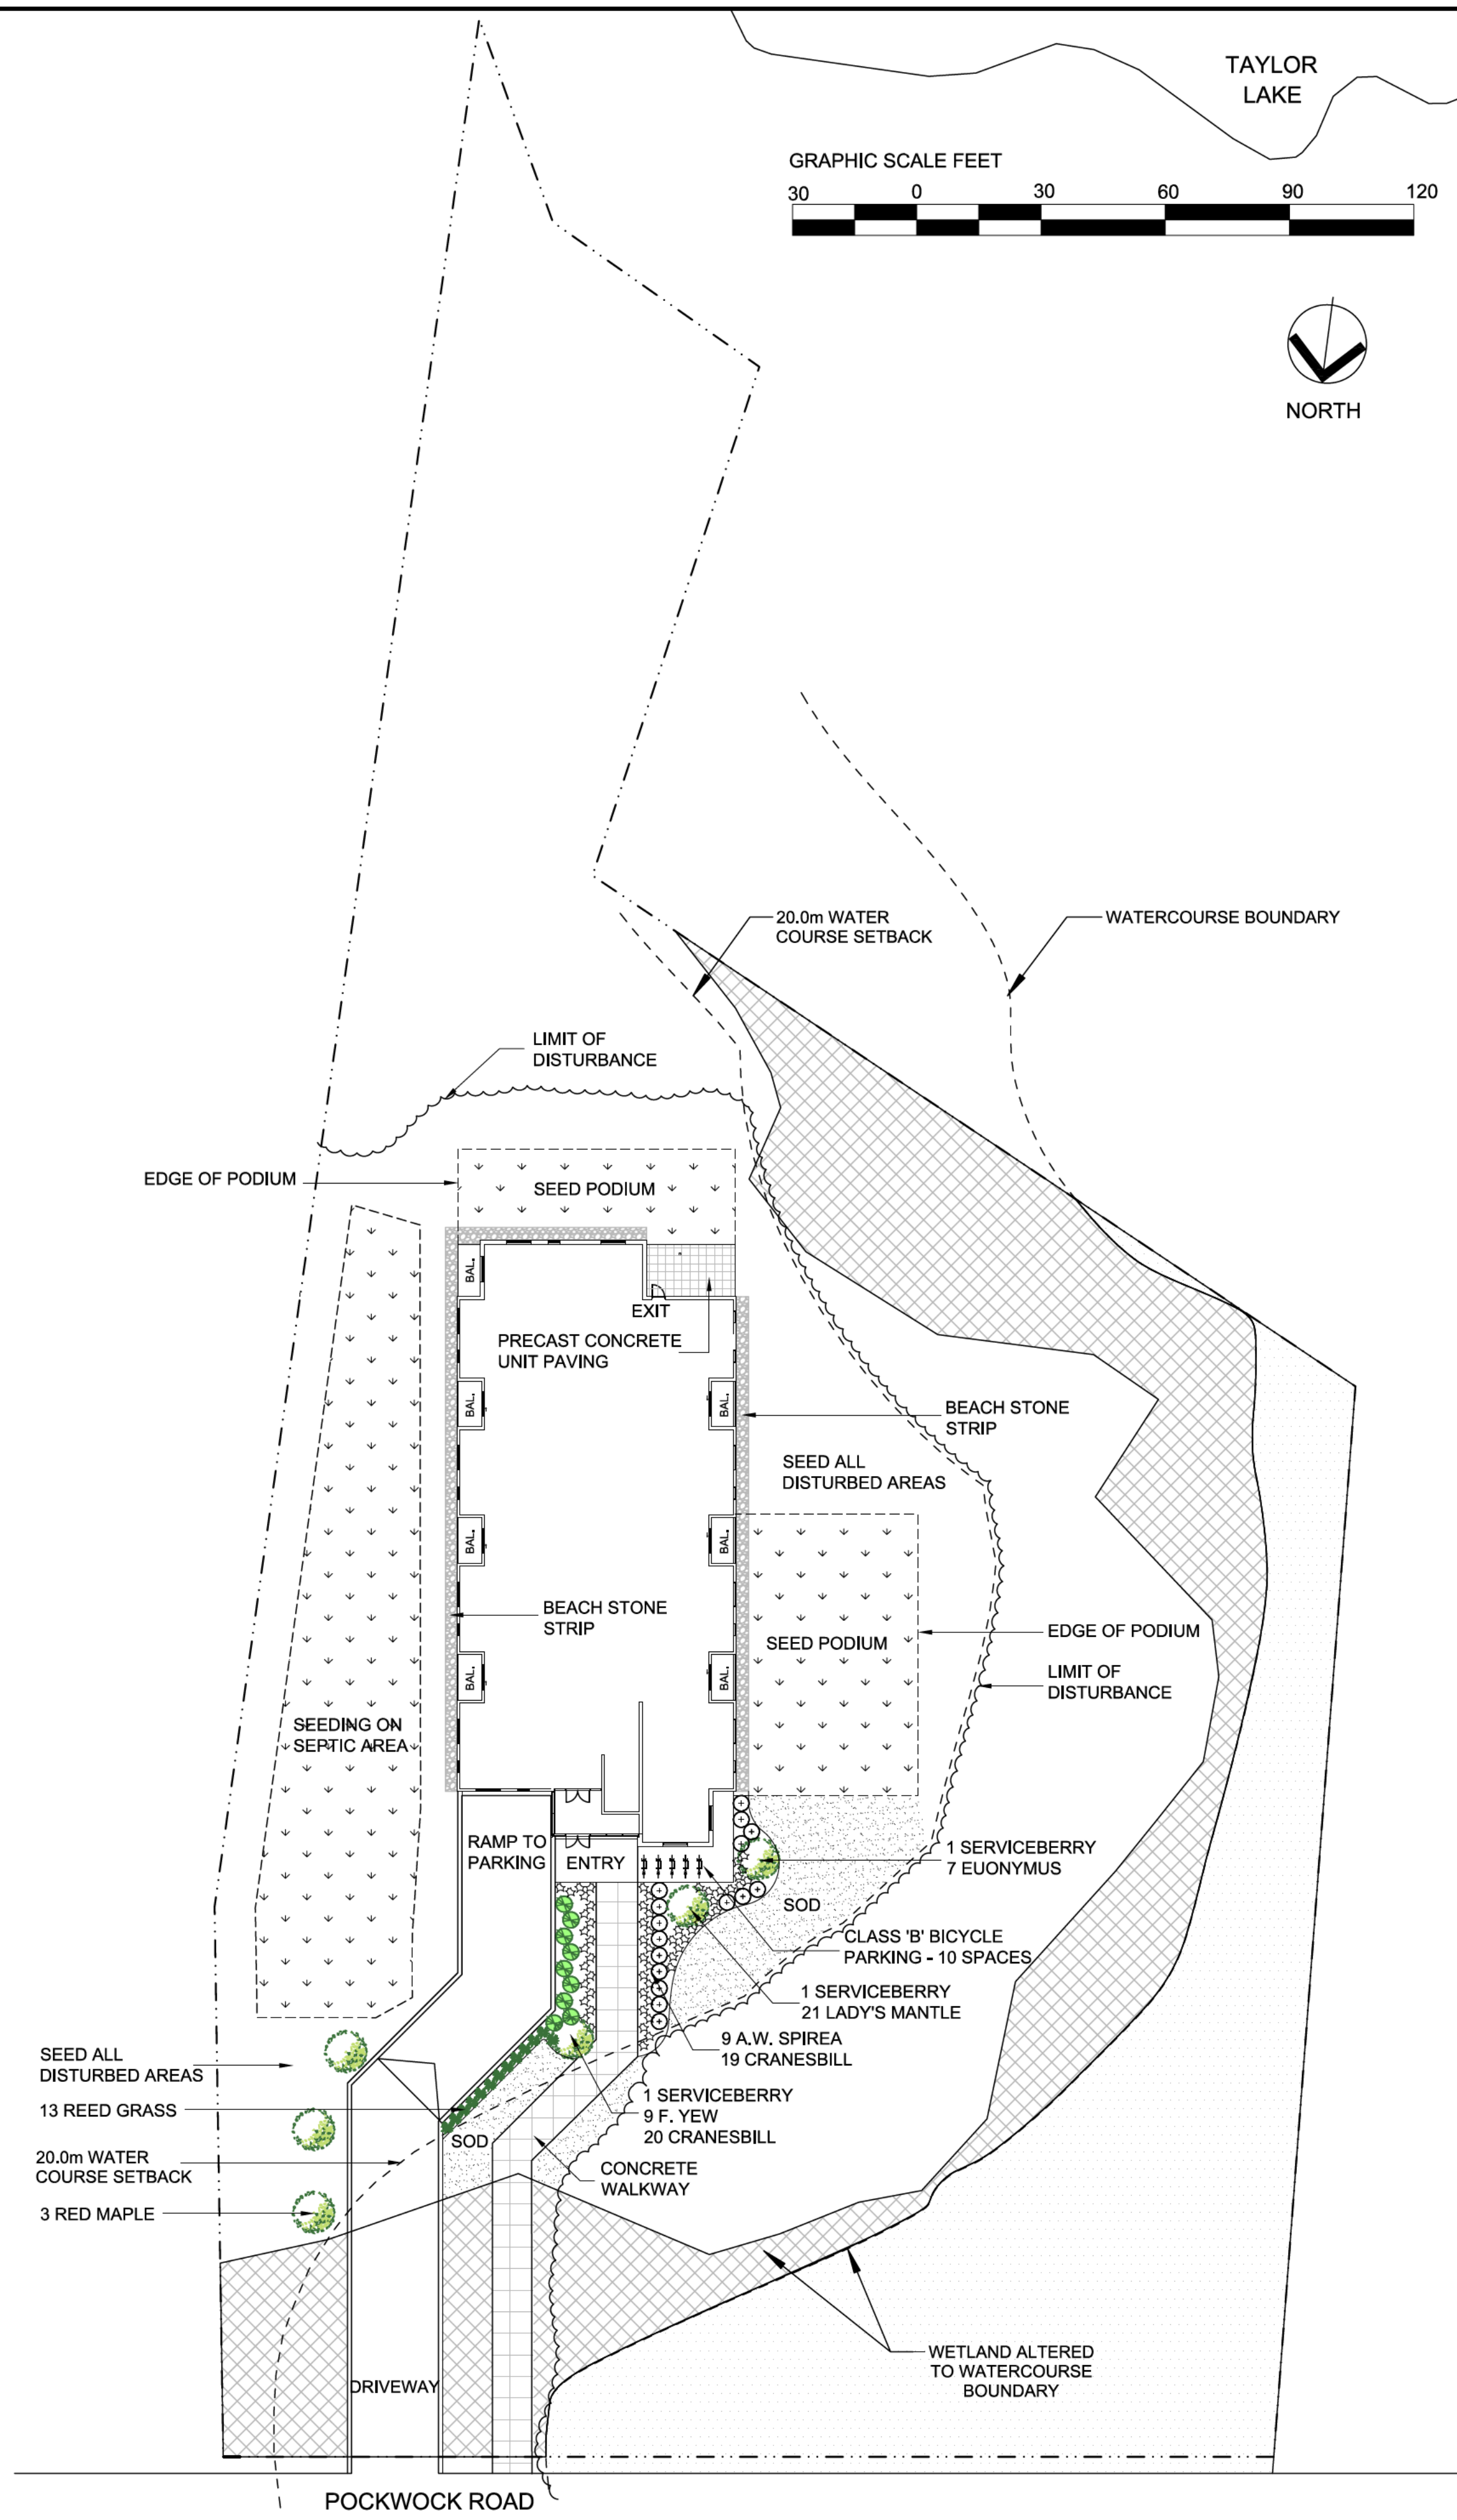 TAYLOR
LAKE
GRAPHIC SCALE FEET
30 0 30 60 90 120
NORTH
20.0m WATER
COURSE SETBACK
WATERCOURSE BOUNDARY
LIMIT OF
DISTURBANCE
EDGE OF PODIUM
SEED PODIUM
BAL.
EXIT
PRECAST CONCRETE
UNIT PAVING
BAL.
BAL.
BEACH STONE
STRIP
SEED ALL
DISTURBED AREAS
BAL.
BAL.
BEACH STONE
STRIP
EDGE OF PODIUM
SEED PODIUM
LIMIT OF
DISTURBANCE
BAL.
BAL.
SEEDING ON
SEPTIC AREA
RAMP TO
PARKING
ENTRY
1 SERVICEBERRY
7 EUONYMUS
SOD
CLASS 'B' BICYCLE
PARKING - 10 SPACES
1 SERVICEBERRY
21 LADY'S MANTLE
9 A.W. SPIREA
19 CRANESBILL
SEED ALL
DISTURBED AREAS
13 REED GRASS
1 SERVICEBERRY
9 F. YEW
20 CRANESBILL
SOD
20.0m WATER
COURSE SETBACK
CONCRETE
WALKWAY
3 RED MAPLE
WETLAND ALTERED
TO WATERCOURSE
BOUNDARY
DRIVEWAY
POCKWOCK ROAD